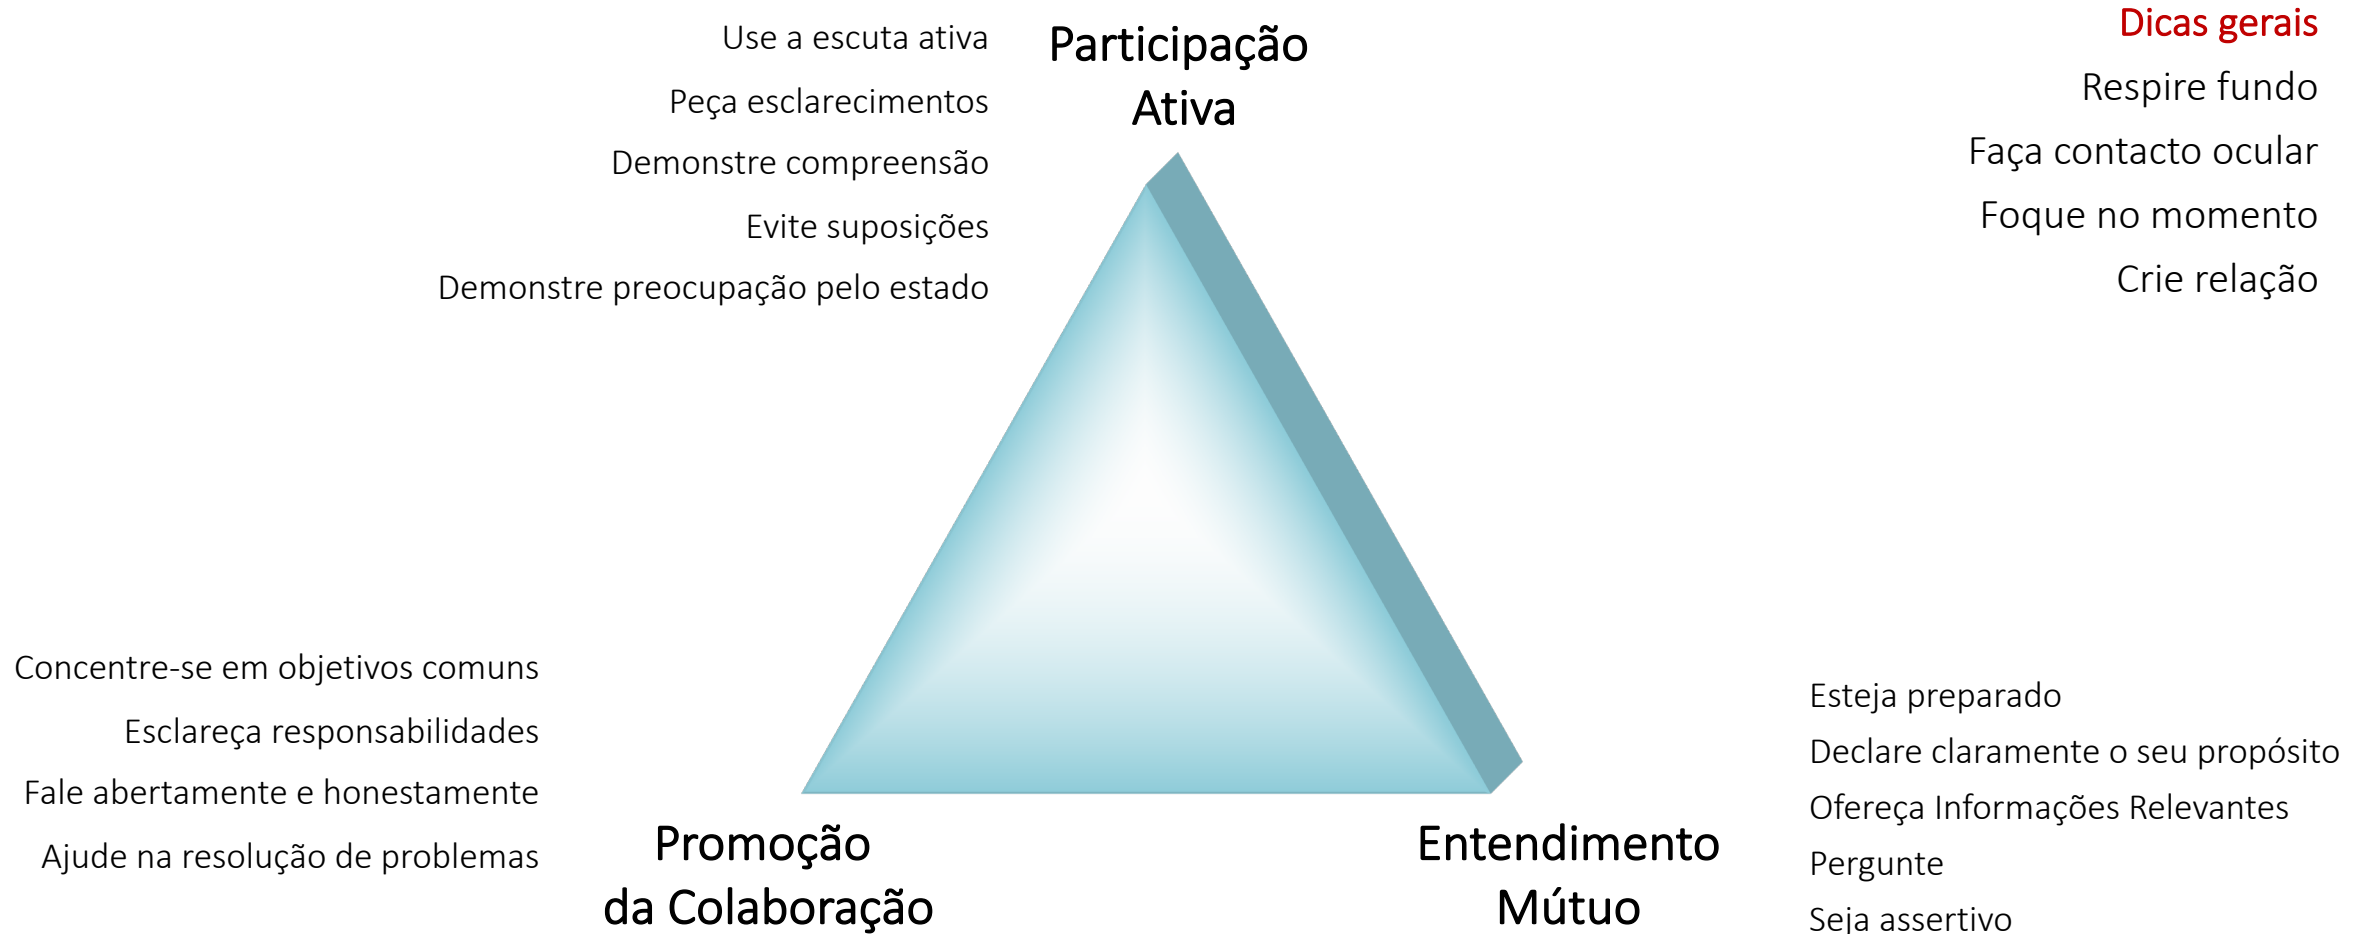 Use a escuta ativa
Peça esclarecimentos
Demonstre compreensão
Evite suposições
Demonstre preocupação pelo estado
Participação
Ativa
Dicas gerais
Respire fundo
Faça contacto ocular
Foque no momento
Crie relação
Concentre-se em objetivos comuns
Esclareça responsabilidades
Fale abertamente e honestamente
Ajude na resolução de problemas
Promoção
da Colaboração
Entendimento
Mútuo
Esteja preparado
Declare claramente o seu propósito
Ofereça Informações Relevantes
Pergunte
Seja assertivo